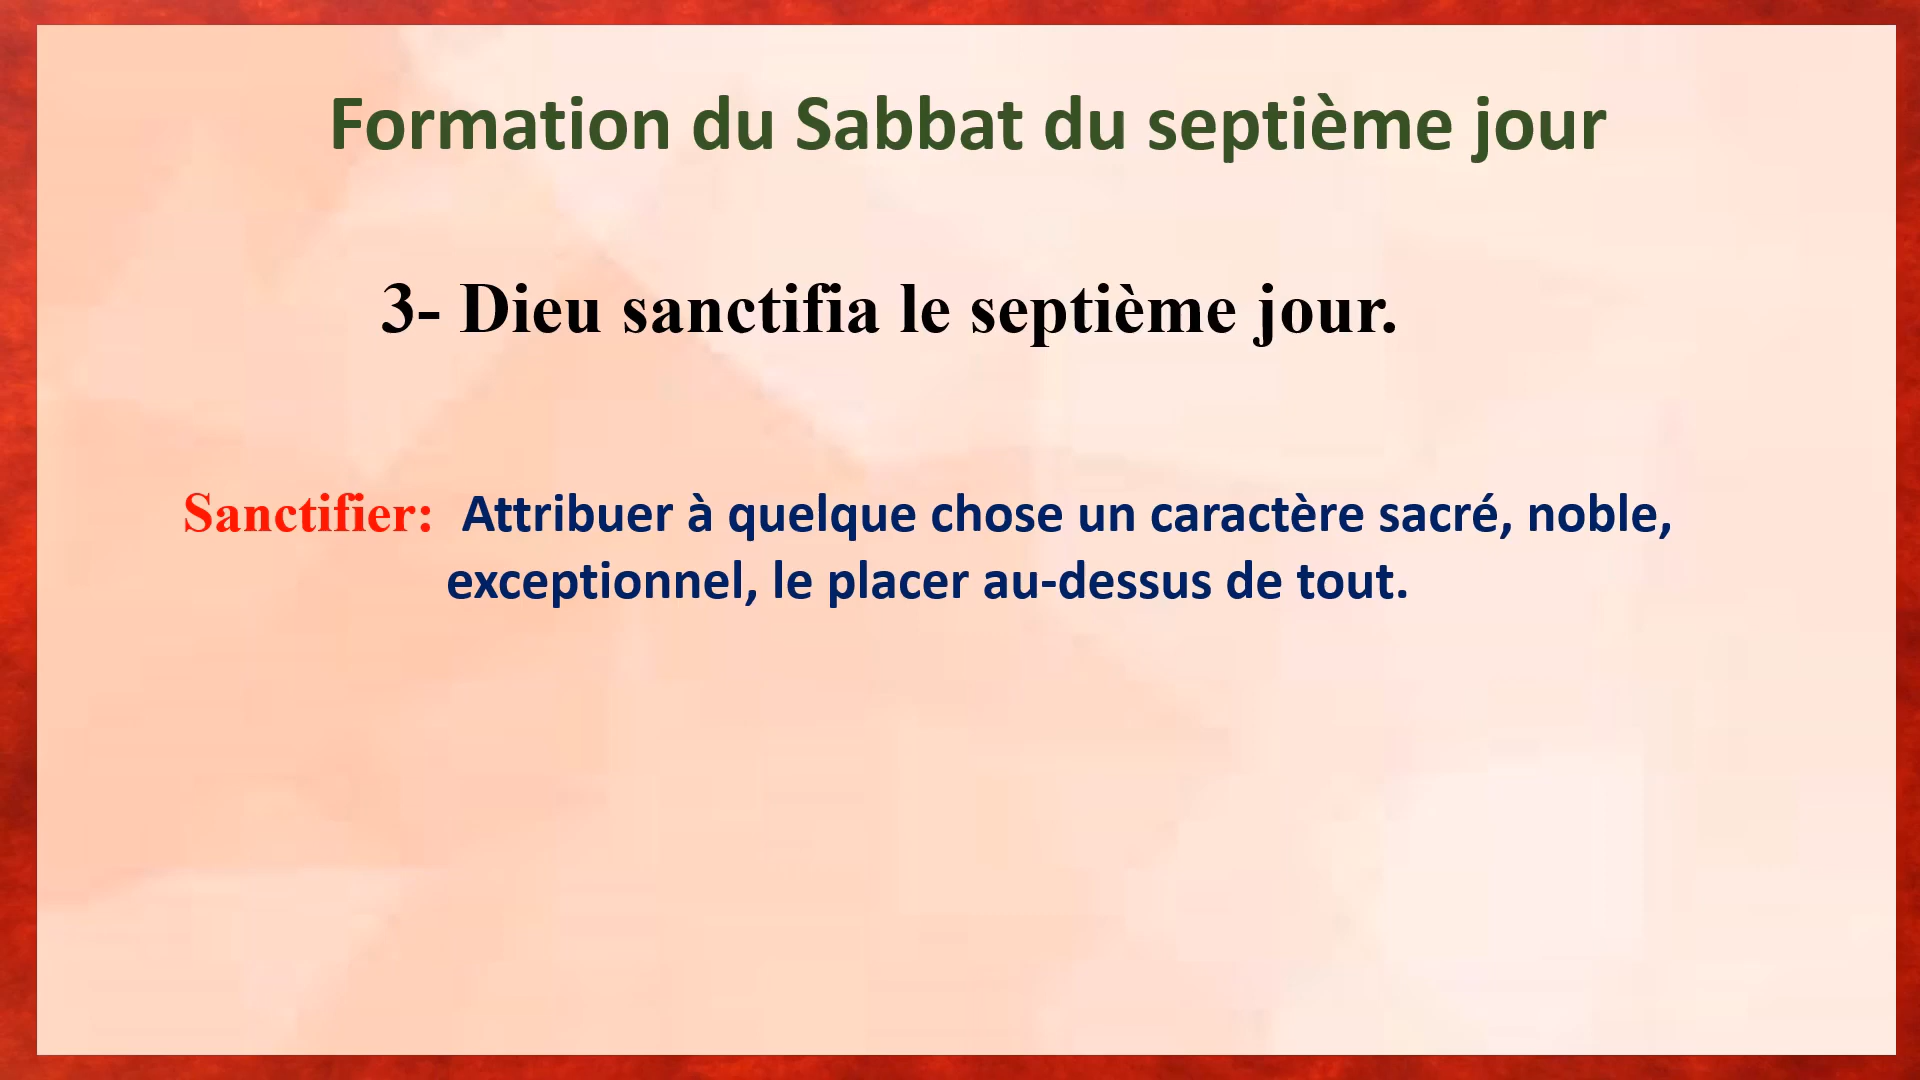 Formation du Sabbat du septième jour
3- Dieu sanctifia le septième jour.
Sanctifier: Attribuer à quelque chose un caractère sacré, noble,
exceptionnel, le placer au-dessus de tout.